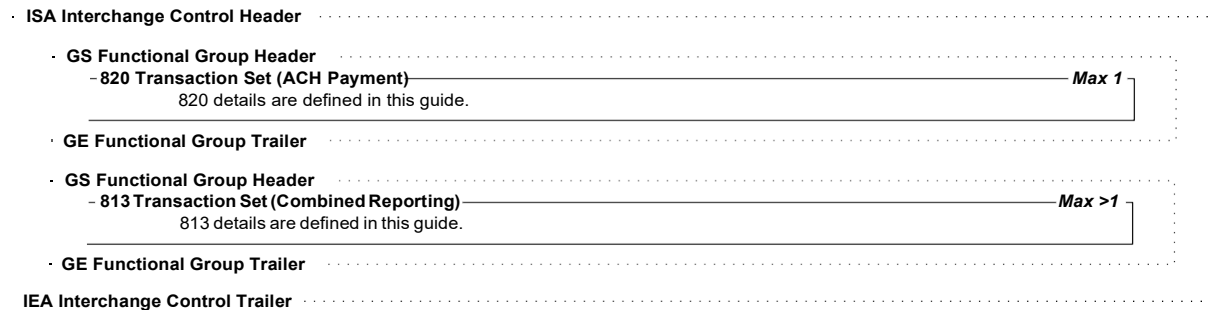 ISA Interchange Control Header
GS Functional Group Header
820 Transaction Set (ACH Payment) Max 1
820 details are defined in this guide.
GE Functional Group Trailer
GS Functional Group Header
813 Transaction Set (Combined Reporting) Max >1
813 details are defined in this guide.
GE Functional Group Trailer
IEA Interchange Control Trailer